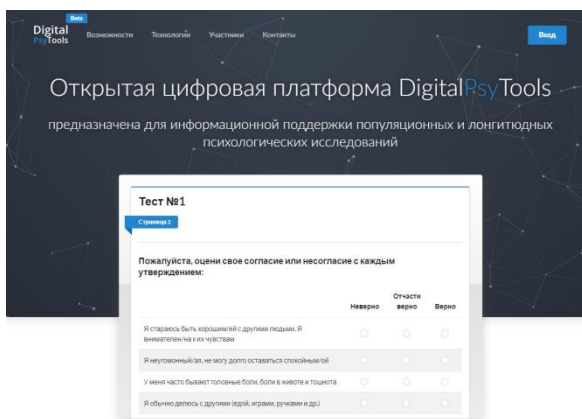 Beta
Digital
PsyTools
Возможности Технологии Участники Контакты
Вход
Открытая цифровая платформа DigitalPsyTools
предназначена для информационной поддержки популяционных и лонгитюдных
психологических исследований
Тест №1
Страница 2
Пожалуйста, оцени свое согласие или несогласие с каждым
утверждением:
Неверно Отчасти верно Верно
Я стараюсь быть хорошим/ей с другими людьми. Я
внимателен/на к их чувствам
Я неугомонный/ая, не могу долго оставаться спокойным/ой
У меня часто бывают головные боли, боли в животе и тошнота
Я обычно делюсь с другими (едой, играми, ручками и др.)